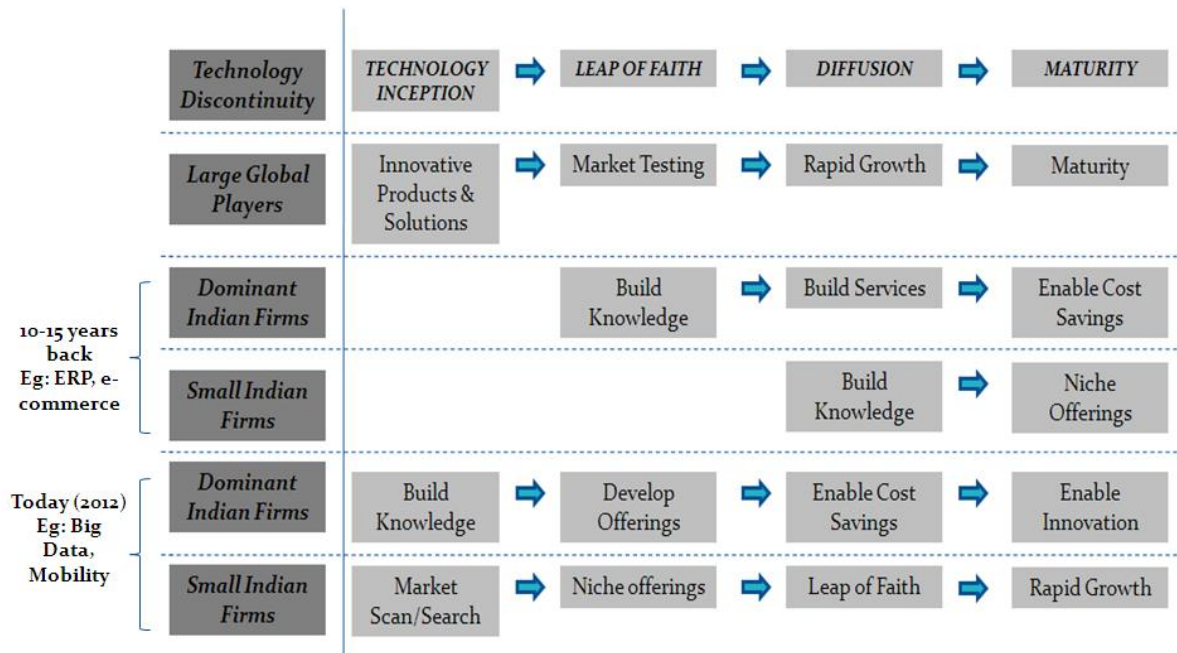 Technology
Discontinuity
TECHNOLOGY
INCEPTION
LEAP OF FAITH
DIFFUSION
MATURITY
Large Global
Players
Innovative
Products &
Solutions
Market Testing
Rapid Growth
Maturity
10-15 years
back
Eg: ERP, e-
commerce
Dominant
Indian Firms
Build
Knowledge
Build Services
Enable Cost
Savings
Small Indian
Firms
Build
Knowledge
Niche
Offerings
Today (2012)
Eg: Big
Data,
Mobility
Dominant
Indian Firms
Build
Knowledge
Develop
Offerings
Enable Cost
Savings
Enable
Innovation
Small Indian
Firms
Market
Scan/Search
Niche offerings
Leap of Faith
Rapid Growth